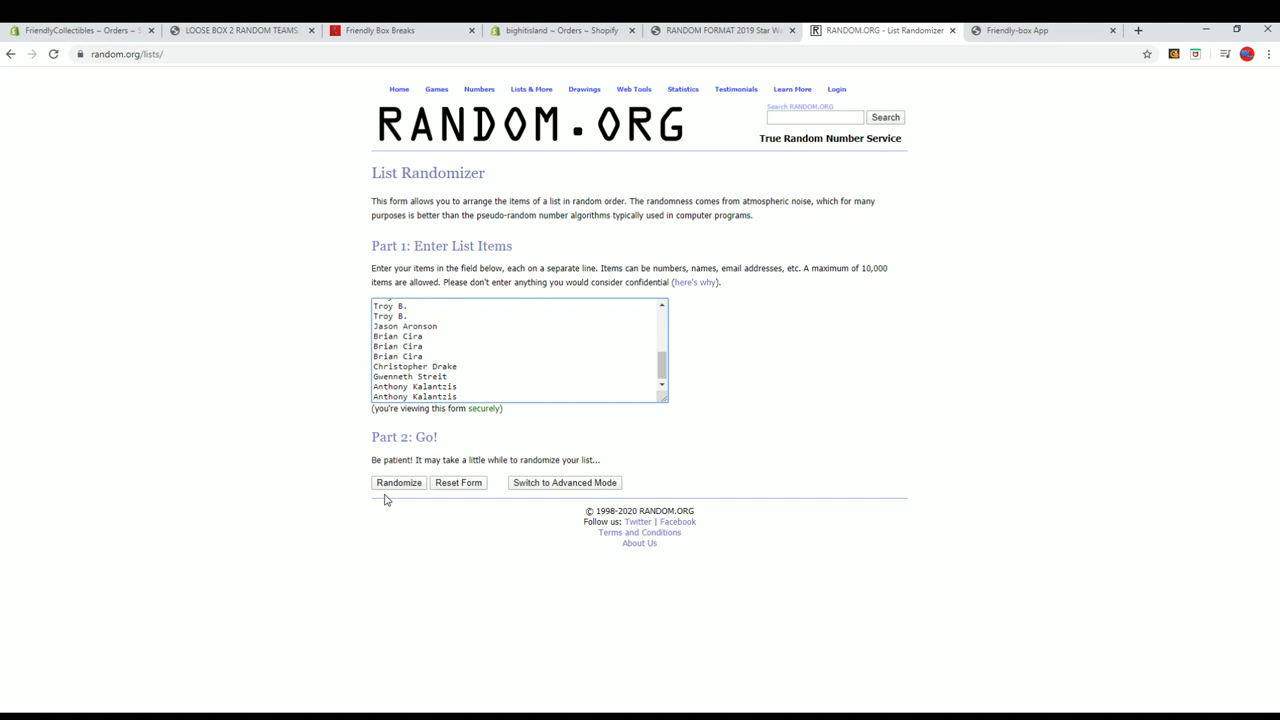 FriendlyCollectibles ~ Orders ~ S
LOOSE BOX 2 RANDOM TEAMS.
Friendly Box Breaks
bighitisland ~ Orders ~ Shopify
RANDOM FORMAT 2019 Star W
RANDOM.ORG - List Randomizer
Friendly-box App
random.org/lists/
Home Games Numbers Lists & More Drawings Web Tools Statistics Testimonials Learn More Login
RANDOM.ORG
Search RANDOM.ORG
Search
True Random Number Service
List Randomizer
This form allows you to arrange the items of a list in random order. The randomness comes from atmospheric noise, which for many
purposes is better than the pseudo-random number algorithms typically used in computer programs.
Part 1: Enter List Items
Enter your items in the field below, each on a separate line. Items can be numbers, names, email addresses, etc. A maximum of 10,000
items are allowed. Please don't enter anything you would consider confidential (here's why).
Troy B.
Troy B.
Jason Aronson
Brian Cira
Brian Cira
Brian Cira
Christopher Drake
Gwenneth Streit
Anthony Kalantzis
Anthony Kalantzis
(you're viewing this form securely)
Part 2: Go!
Be patient! It may take a little while to randomize your list...
Randomize Reset Form Switch to Advanced Mode
© 1998-2020 RANDOM.ORG
Follow us: Twitter | Facebook
Terms and Conditions
About Us